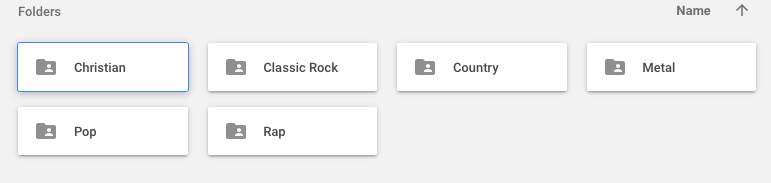 Folders
Name
Christian
Classic Rock
Country
Metal
Pop
Rap